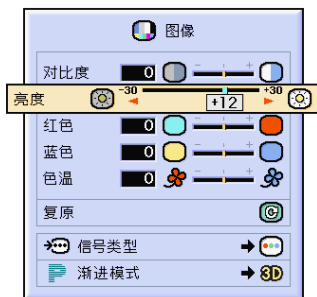 图像
对比度 0 - +
亮度 -30 +12 +30
红色 0 - +
蓝色 0 - +
色温 0 - +
复原
信号类型
P 渐进模式 3D